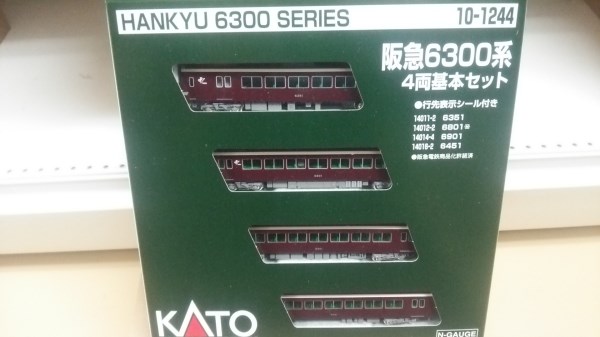 HANKYU 6300 SERIES
10-1244
阪急6300系
4両基本セット
●行先表示シール付き
14011-2 6351
14012-2 6801※
14014-4 6901
14016-2 6451
●阪急電鉄商品化許諾済
KATO
N-GAUGE